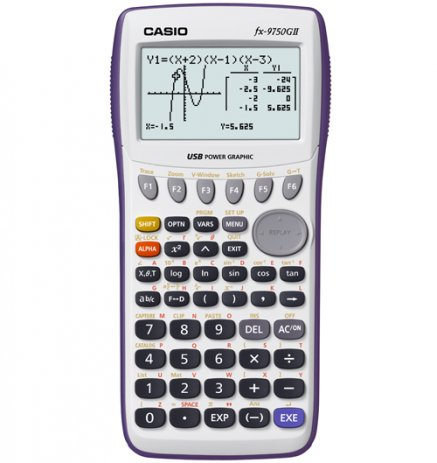 CASIO fx-9750GII
Y1=(X+2)(X-1)(X-3)
X Y1
-3 -24
-2.5 -9.625
-2 0
-1.5 5.625
X=-1.5 Y=5.625
USB POWER GRAPHIC
Trace Zoom V-Window Sketch G-Solv G↔T
F1 F2 F3 F4 F5 F6
PRGM SET UP
SHIFT OPTN VARS MENU
REPLAY
A-LOCK QUIT
ALPHA x² ^ EXIT
A B C D E F
X,θ,T log ln sin cos tan
a b/c F↔D ( ) , →
CAPTURE M CLIP N PASTE O INS OFF
7 8 9 DEL AC/ON
CATALOG P Q R S T
4 5 6 × ÷
List U Mat V W X Y
1 2 3 + −
Z SPACE Ans
0 . EXP (−) EXE